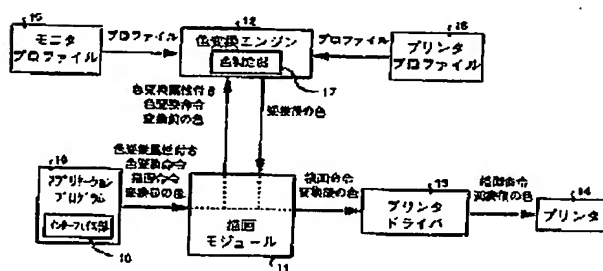 15
モニタ
プロファイル
プロファイル
12
色変換エンジン
色判定部
17
プロファイル
16
プリンタ
プロファイル
色変換属性付き
色変換命令
変換前の色
変換後の色
色変換属性付き
色変換命令
描画命令
変換前の色
アプリケーション
プログラム
インターフェイス部
10
描画
モジュール
11
描画命令
変換後の色
13
プリンタ
ドライバ
描画命令
変換後の色
14
プリンタ